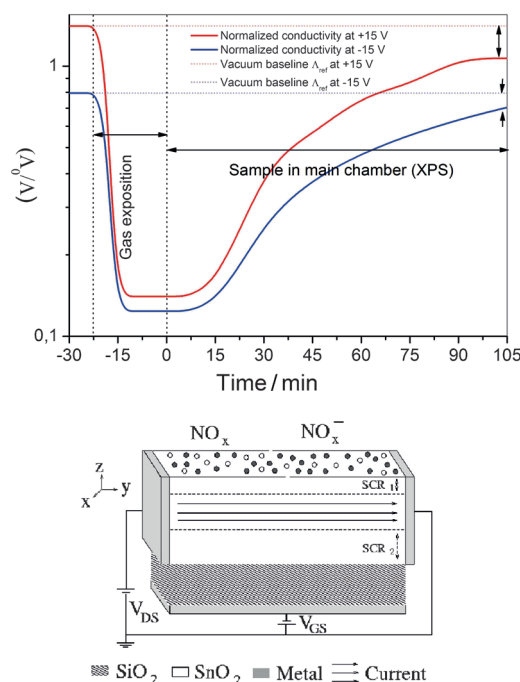 Normalized conductivity at +15 V
Normalized conductivity at -15 V
Vacuum baseline Λref at +15 V
Vacuum baseline Λref at -15 V
1
0,1
(V/⁰V)
Gas exposition
Sample in main chamber (XPS)
-30 -15 0 15 30 45 60 75 90 105
Time / min
NOx NOx⁻
z
y
x
SCR 1
SCR 2
VDS
VGS
SiO2 SnO2 Metal Current